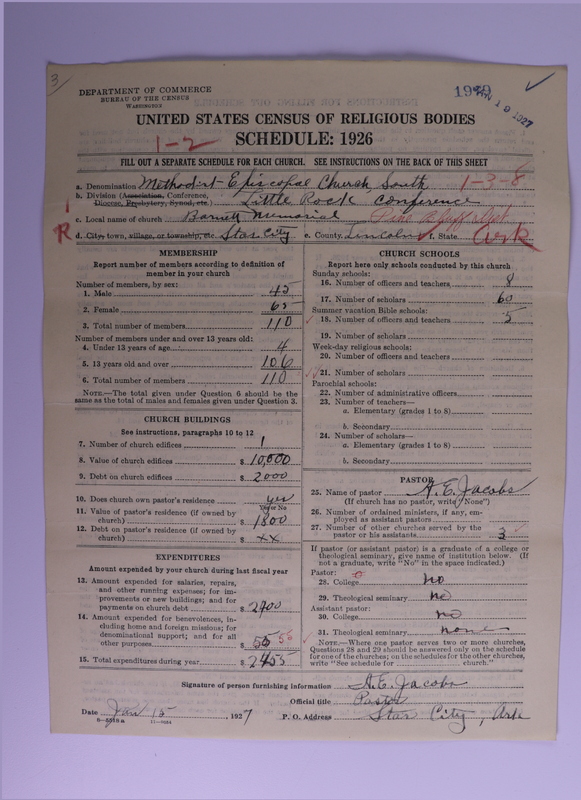 3
DEPARTMENT OF COMMERCE
BUREAU OF THE CENSUS
WASHINGTON
JAN 19 1927
UNITED STATES CENSUS OF RELIGIOUS BODIES
1-2
SCHEDULE: 1926
FILL OUT A SEPARATE SCHEDULE FOR EACH CHURCH. SEE INSTRUCTIONS ON THE BACK OF THIS SHEET
a. Denomination Methodist Episcopal Church, South 1-3-8
b. Division (Association, Conference, Diocese, Presbytery, Synod, etc.) Little Rock Conference
c. Local name of church Barnett Memorial Pine Bluff Dist.
R
d. City, town, village, or township, etc. Star City e. County Lincoln f. State Ark
MEMBERSHIP
Report number of members according to definition of
member in your church
Number of members, by sex:
1. Male 45
2. Female 65
3. Total number of members 110
Number of members under and over 13 years old:
4. Under 13 years of age 4
5. 13 years old and over 106
6. Total number of members 110
NOTE.—The total given under Question 6 should be the
same as the total of males and females given under Question 3.
CHURCH BUILDINGS
See instructions, paragraphs 10 to 12
7. Number of church edifices 1
8. Value of church edifices $ 10,000
9. Debt on church edifices $ 2000
10. Does church own pastor's residence yes
Yes or No
11. Value of pastor's residence (if owned by
church) $ 1800
12. Debt on pastor's residence (if owned by
church) $ xx
EXPENDITURES
Amount expended by your church during last fiscal year
13. Amount expended for salaries, repairs,
and other running expenses; for im-
provements or new buildings; and for
payments on church debt $ 2400
14. Amount expended for benevolences, in-
cluding home and foreign missions; for
denominational support; and for all
other purposes $ 55 56
15. Total expenditures during year $ 2455
CHURCH SCHOOLS
Report here only schools conducted by this church
Sunday schools:
16. Number of officers and teachers 8
17. Number of scholars 60
Summer vacation Bible schools:
18. Number of officers and teachers 5
19. Number of scholars
Week-day religious schools:
20. Number of officers and teachers
21. Number of scholars
Parochial schools:
22. Number of administrative officers
23. Number of teachers—
a. Elementary (grades 1 to 8)
b. Secondary
24. Number of scholars—
a. Elementary (grades 1 to 8)
b. Secondary
PASTOR
25. Name of pastor A. E. Jacobs
(If church has no pastor, write "None")
26. Number of ordained ministers, if any, em-
ployed as assistant pastors
27. Number of other churches served by the
pastor or his assistants 3
If pastor (or assistant pastor) is a graduate of a college or
theological seminary, give name of institution below. (If
not a graduate, write "No" in the space indicated.)
Pastor:
28. College no
29. Theological seminary no
Assistant pastor:
30. College no
31. Theological seminary none
NOTE.—Where one pastor serves two or more churches,
Questions 28 and 29 should be answered only on the schedule
for one of the churches; on the schedules for the other churches,
write "See schedule for church."
Signature of person furnishing information A. E. Jacobs
Official title Pastor
Date Jan 15, 1927 P. O. Address Star City, Ark
8-5319a 11-9084